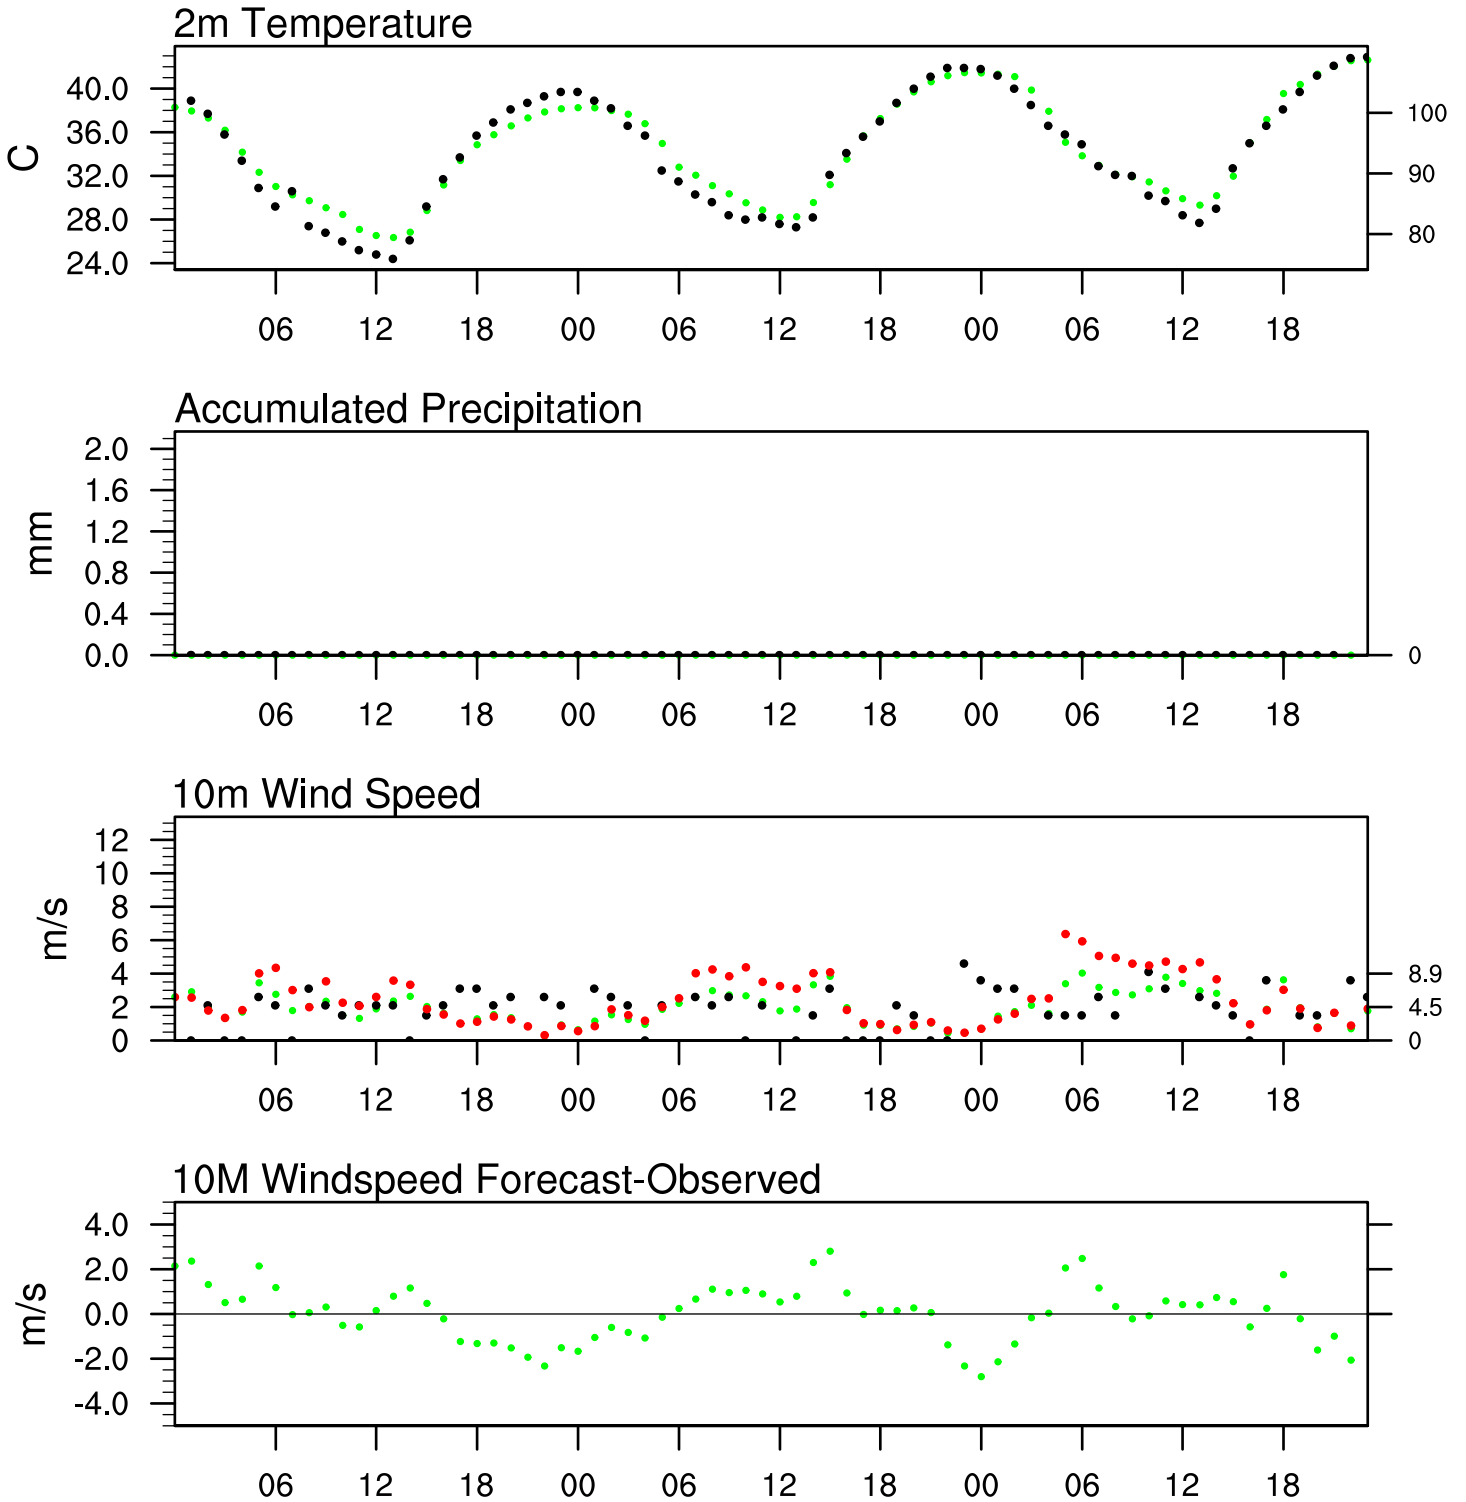 2m Temperature
40.0
36.0
32.0
28.0
24.0
C
100
90
80
06 12 18 00 06 12 18 00 06 12 18
Accumulated Precipitation
2.0
1.6
1.2
0.8
0.4
0.0
mm
0
06 12 18 00 06 12 18 00 06 12 18
10m Wind Speed
12
10
8
6
4
2
0
m/s
8.9
4.5
0
06 12 18 00 06 12 18 00 06 12 18
10M Windspeed Forecast-Observed
4.0
2.0
0.0
-2.0
-4.0
m/s
06 12 18 00 06 12 18 00 06 12 18